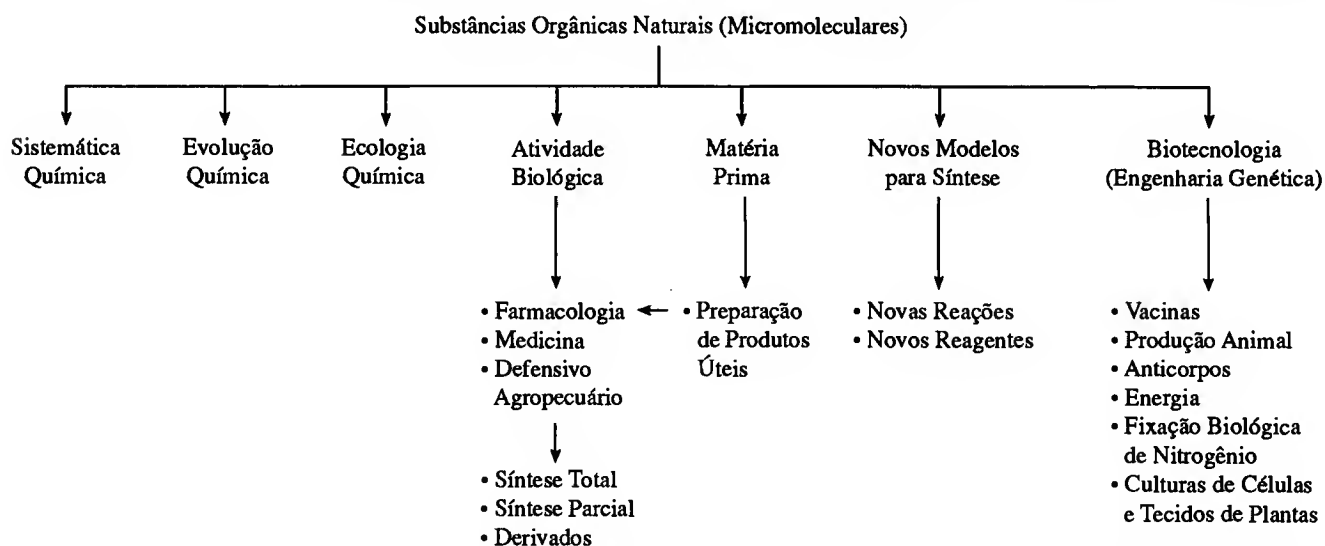 Substâncias Orgânicas Naturais (Micromoleculares)
Sistemática
Química
Evolução
Química
Ecologia
Química
Atividade
Biológica
Matéria
Prima
Novos Modelos
para Síntese
Biotecnologia
(Engenharia Genética)
• Farmacologia
• Medicina
• Defensivo
Agropecuário
• Síntese Total
• Síntese Parcial
• Derivados
• Preparação
de Produtos
Úteis
• Novas Reações
• Novos Reagentes
• Vacinas
• Produção Animal
• Anticorpos
• Energia
• Fixação Biológica
de Nitrogênio
• Culturas de Células
e Tecidos de Plantas